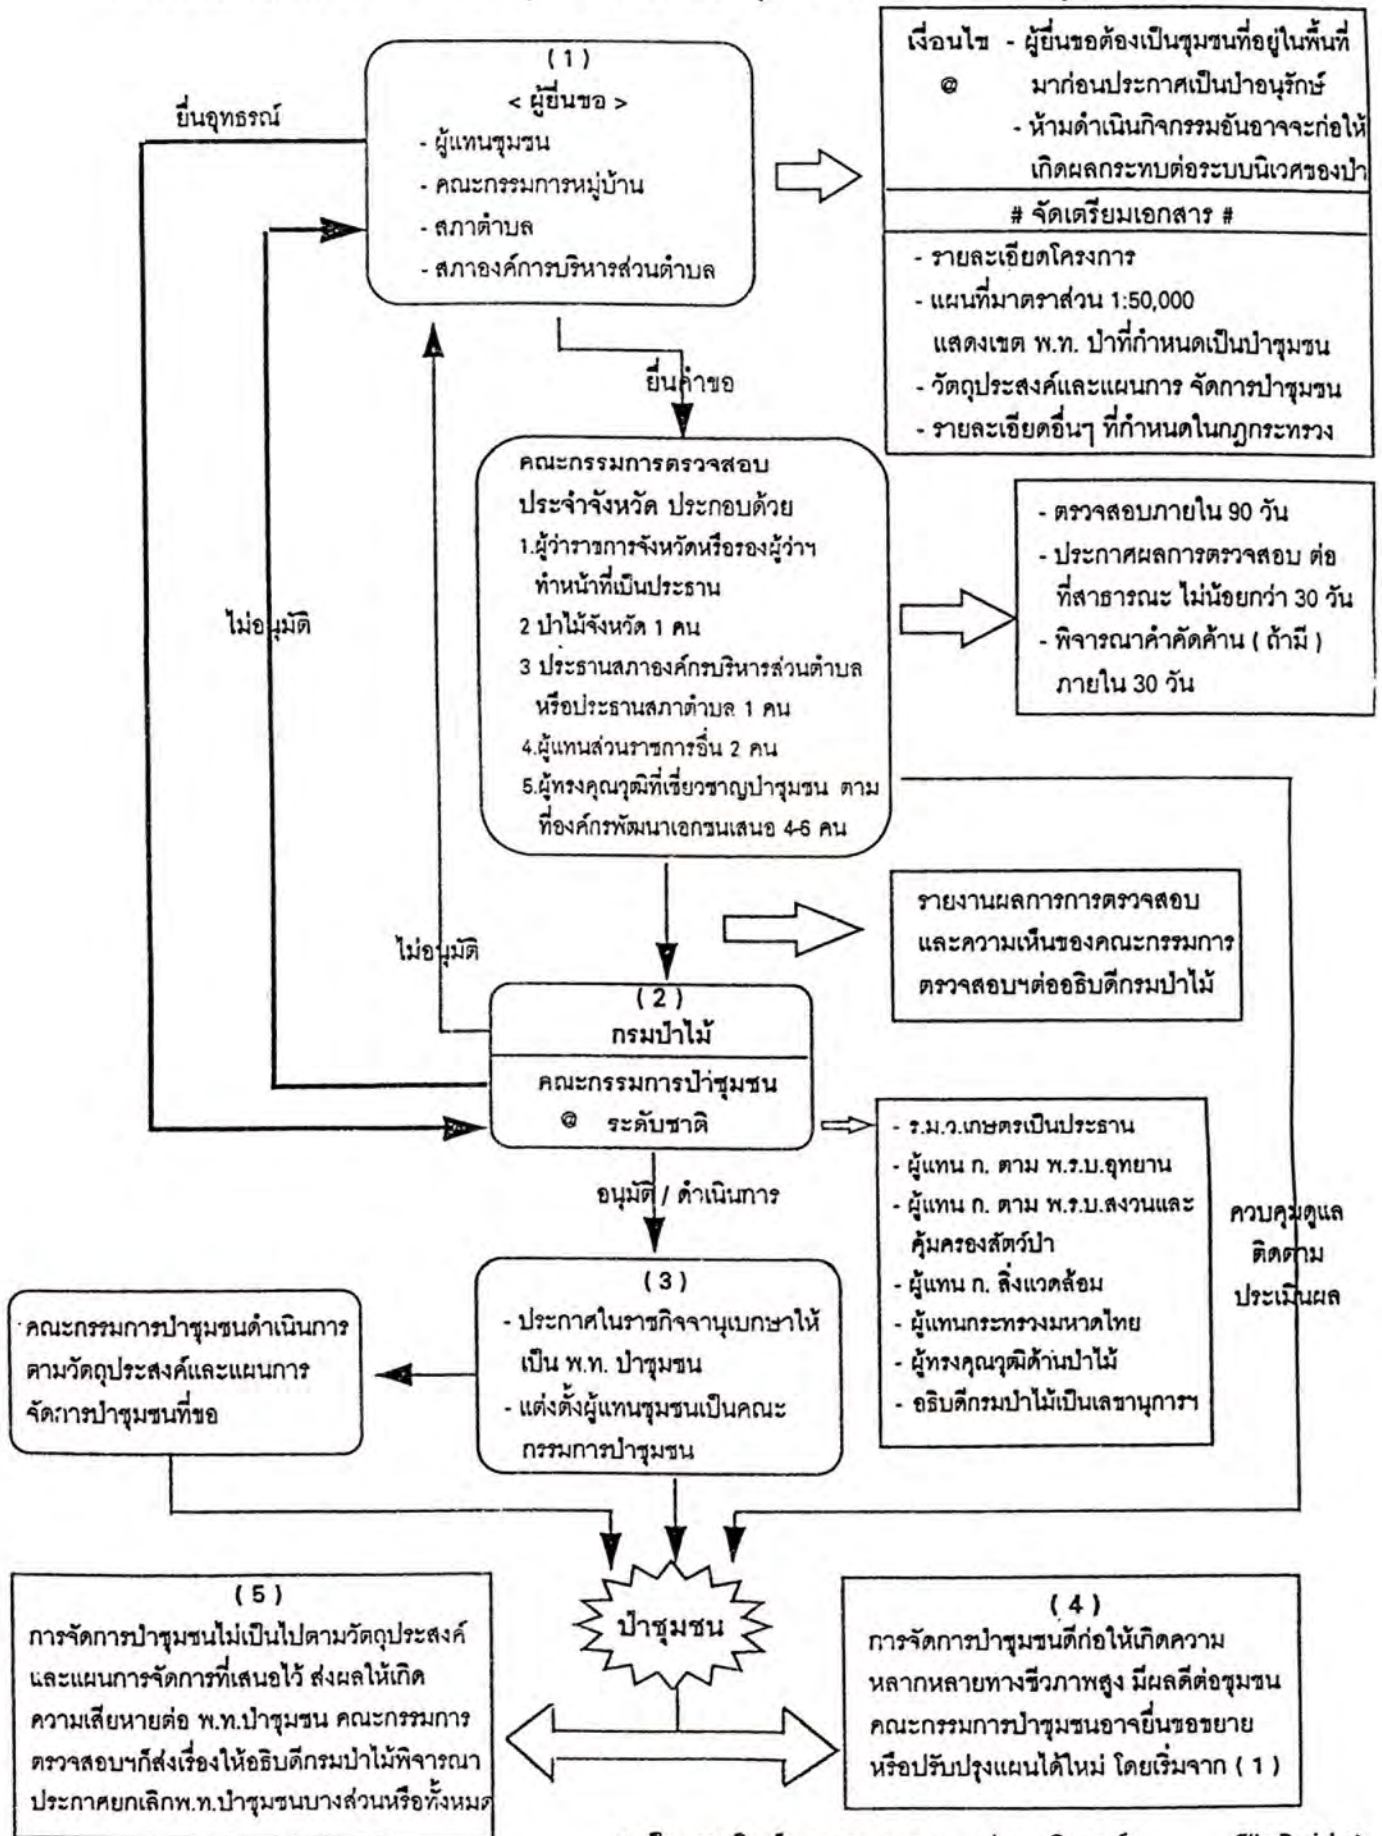 ( 1 )
< ผู้ยื่นขอ >
- ผู้แทนชุมชน
- คณะกรรมการหมู่บ้าน
- สภาตำบล
- สภาองค์การบริหารส่วนตำบล
เงื่อนไข - ผู้ยื่นขอต้องเป็นชุมชนที่อยู่ในพื้นที่
@ มาก่อนประกาศเป็นป่าอนุรักษ์
- ห้ามดำเนินกิจกรรมอันอาจจะก่อให้
เกิดผลกระทบต่อระบบนิเวศของป่า
# จัดเตรียมเอกสาร #
- รายละเอียดโครงการ
- แผนที่มาตราส่วน 1:50,000
แสดงเขต พ.ท. ป่าที่กำหนดเป็นป่าชุมชน
- วัตถุประสงค์และแผนการ จัดการป่าชุมชน
- รายละเอียดอื่นๆ ที่กำหนดในกฎกระทรวง
ยื่นอุทธรณ์
ยื่นคำขอ
คณะกรรมการตรวจสอบ
ประจำจังหวัด ประกอบด้วย
1.ผู้ว่าราชการจังหวัดหรือรองผู้ว่าฯ
ทำหน้าที่เป็นประธาน
2 ป่าไม้จังหวัด 1 คน
3 ประธานสภาองค์กรบริหารส่วนตำบล
หรือประธานสภาตำบล 1 คน
4.ผู้แทนส่วนราชการอื่น 2 คน
5.ผู้ทรงคุณวุฒิที่เชี่ยวชาญป่าชุมชน ตาม
ที่องค์กรพัฒนาเอกชนเสนอ 4-6 คน
- ตรวจสอบภายใน 90 วัน
- ประกาศผลการตรวจสอบ ต่อ
ที่สาธารณะ ไม่น้อยกว่า 30 วัน
- พิจารณาคำคัดค้าน ( ถ้ามี )
ภายใน 30 วัน
ไม่อนุมัติ
ไม่อนุมัติ
รายงานผลการการตรวจสอบ
และความเห็นของคณะกรรมการ
ตรวจสอบฯต่ออธิบดีกรมป่าไม้
( 2 )
กรมป่าไม้
คณะกรรมการป่าชุมชน
@ ระดับชาติ
- ร.ม.ว.เกษตรเป็นประธาน
- ผู้แทน ก. ตาม พ.ร.บ.อุทยาน
- ผู้แทน ก. ตาม พ.ร.บ.สงวนและ
คุ้มครองสัตว์ป่า
- ผู้แทน ก. สิ่งแวดล้อม
- ผู้แทนกระทรวงมหาดไทย
- ผู้ทรงคุณวุฒิด้านป่าไม้
- อธิบดีกรมป่าไม้เป็นเลขานุการฯ
ควบคุมดูแล
ติดตาม
ประเมินผล
อนุมัติ / ดำเนินการ
( 3 )
- ประกาศในราชกิจจานุเบกษาให้
เป็น พ.ท. ป่าชุมชน
- แต่งตั้งผู้แทนชุมชนเป็นคณะ
กรรมการป่าชุมชน
คณะกรรมการป่าชุมชนดำเนินการ
ตามวัตถุประสงค์และแผนการ
จัดการป่าชุมชนที่ขอ
ป่าชุมชน
( 5 )
การจัดการป่าชุมชนไม่เป็นไปตามวัตถุประสงค์
และแผนการจัดการที่เสนอไว้ ส่งผลให้เกิด
ความเสียหายต่อ พ.ท.ป่าชุมชน คณะกรรมการ
ตรวจสอบฯก็ส่งเรื่องให้อธิบดีกรมป่าไม้พิจารณา
ประกาศยกเลิกพ.ท.ป่าชุมชนบางส่วนหรือทั้งหมด
( 4 )
การจัดการป่าชุมชนดีก่อให้เกิดความ
หลากหลายทางชีวภาพสูง มีผลดีต่อชุมชน
คณะกรรมการป่าชุมชนอาจยื่นขอขยาย
หรือปรับปรุงแผนได้ใหม่ โดยเริ่มจาก ( 1 )